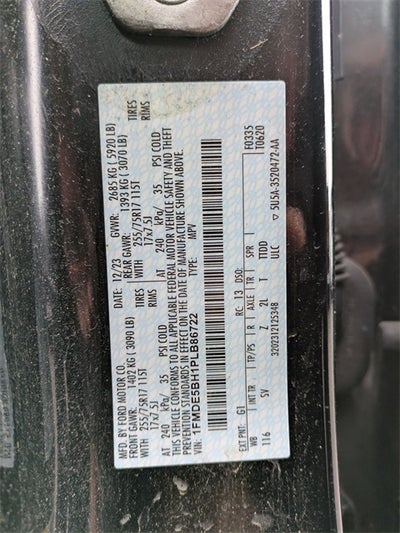 MFD. BY FORD MOTOR CO.
DATE: 12/23 GVWR: 2685 KG ( 5920 LB)
FRONT GAWR: 1402 KG ( 3090 LB) REAR GAWR: 1393 KG ( 3070 LB)
WITH 255/75R17 115T TIRES WITH 255/75R17 115T TIRES
17x7.5J RIMS 17x7.5J RIMS
AT 240 kPa/ 35 PSI COLD AT 240 kPa/ 35 PSI COLD
THIS VEHICLE CONFORMS TO ALL APPLICABLE FEDERAL MOTOR VEHICLE SAFETY AND THEFT
PREVENTION STANDARDS IN EFFECT ON THE DATE OF MANUFACTURE SHOWN ABOVE.
VIN: 1FMDE5BH1PLB86722
TYPE: MPV
F0335
T0620
EXT PNT: G1 RC: 13 DSO:
WB INT TR TP/PS R AXLE TR SPR
116 SV Z 2L T TTDD
ULC
3202312125348
▽ 5U5A-3520472-AA